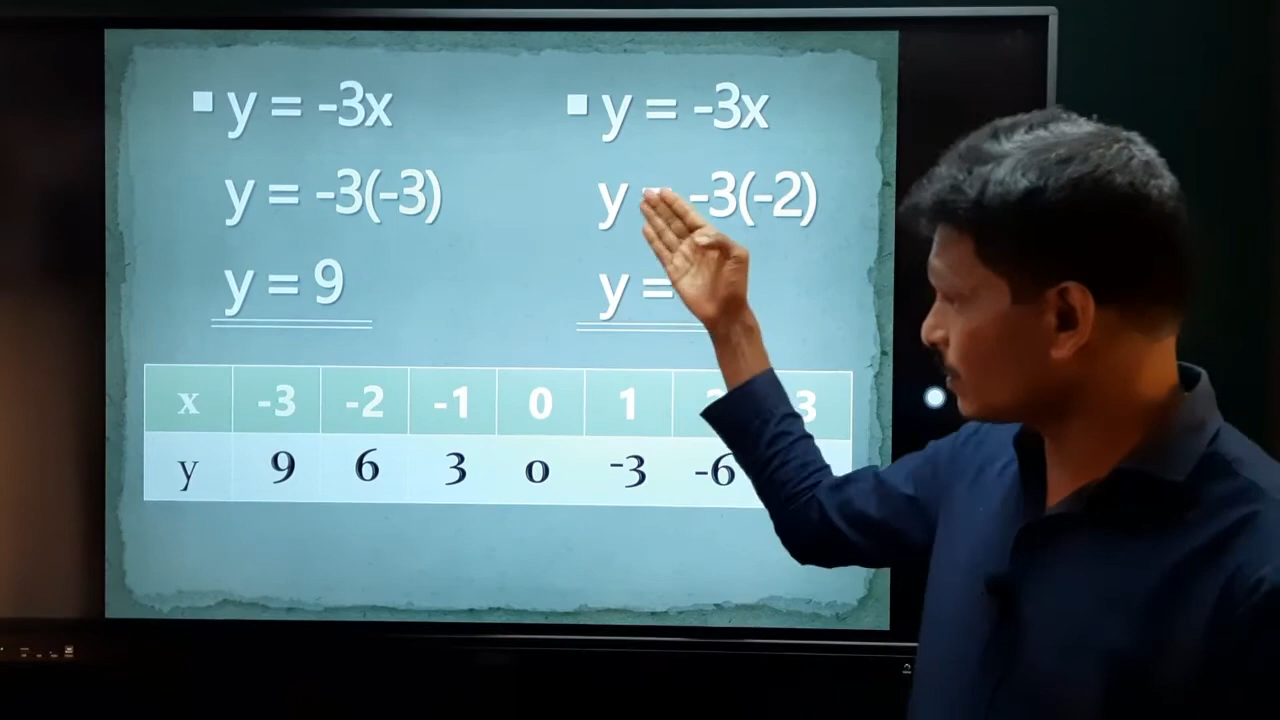 ▪ y = -3x
y = -3(-3)
y = 9
▪ y = -3x
y = -3(-2)
y =
x -3 -2 -1 0 1 3
y 9 6 3 0 -3 -6